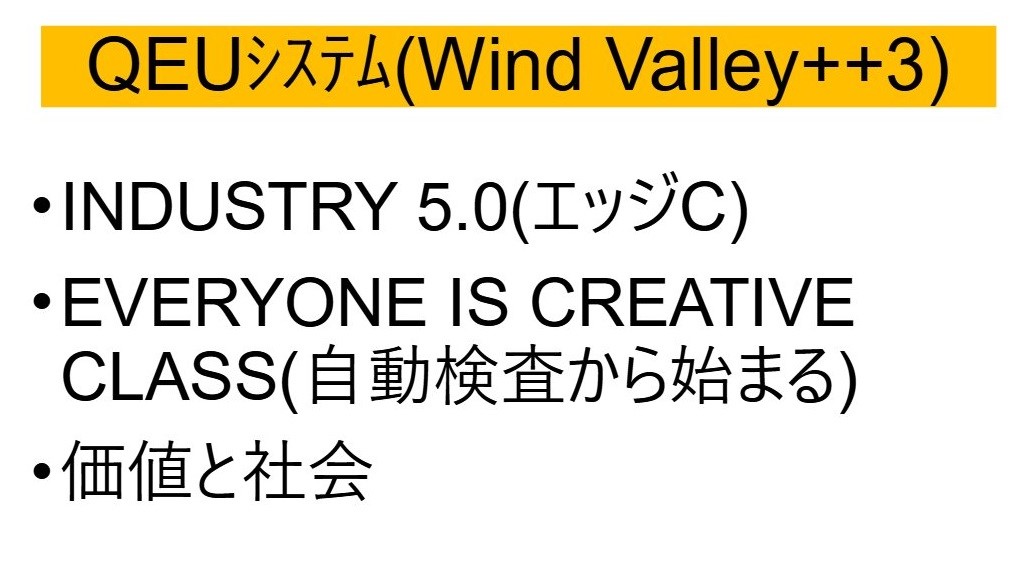 QEUｼｽﾃﾑ(Wind Valley++3)
•INDUSTRY 5.0(エッジC)
•EVERYONE IS CREATIVE
CLASS(自動検査から始まる)
•価値と社会